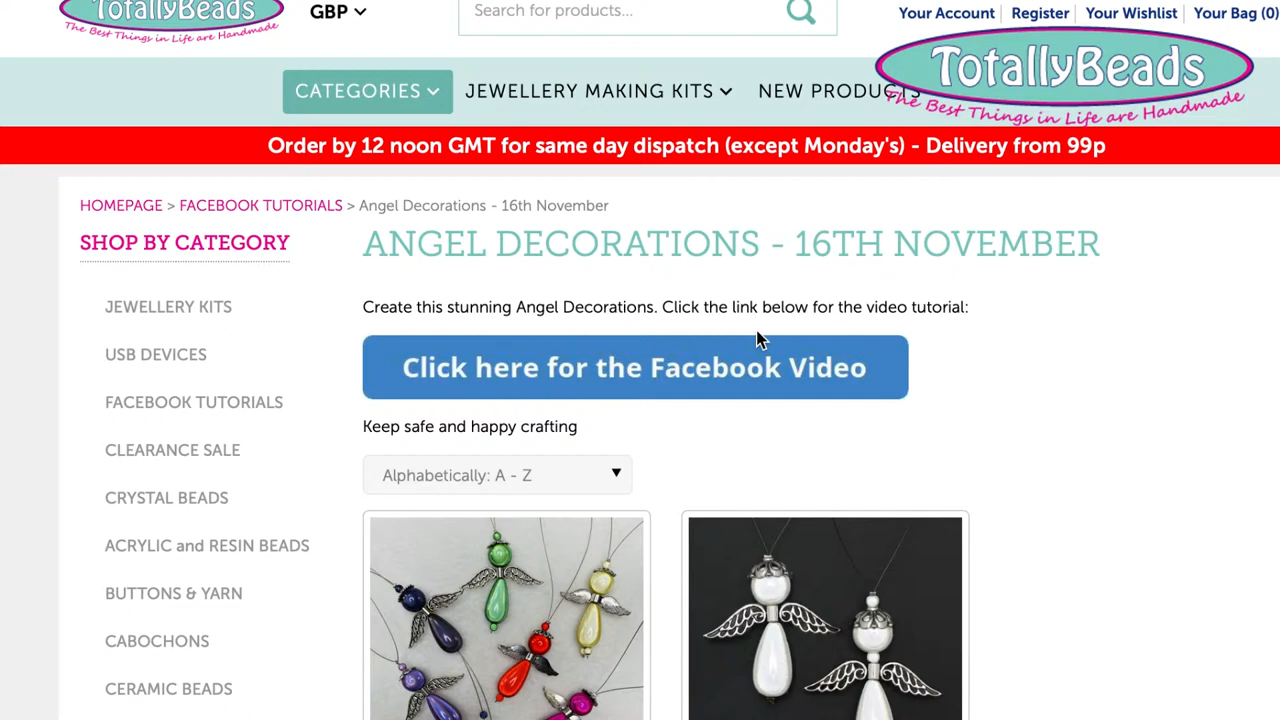 TotallyBeads
The Best Things in Life are Handmade
GBP
Search for products...
Your Account
Register
Your Wishlist
Your Bag (0)
TotallyBeads
The Best Things in Life are Handmade
CATEGORIES
JEWELLERY MAKING KITS
NEW PRODUCTS
Order by 12 noon GMT for same day dispatch (except Monday's) - Delivery from 99p
HOMEPAGE > FACEBOOK TUTORIALS > Angel Decorations - 16th November
SHOP BY CATEGORY
JEWELLERY KITS
USB DEVICES
FACEBOOK TUTORIALS
CLEARANCE SALE
CRYSTAL BEADS
ACRYLIC and RESIN BEADS
BUTTONS & YARN
CABOCHONS
CERAMIC BEADS
ANGEL DECORATIONS - 16TH NOVEMBER
Create this stunning Angel Decorations. Click the link below for the video tutorial:
Click here for the Facebook Video
Keep safe and happy crafting
Alphabetically: A - Z